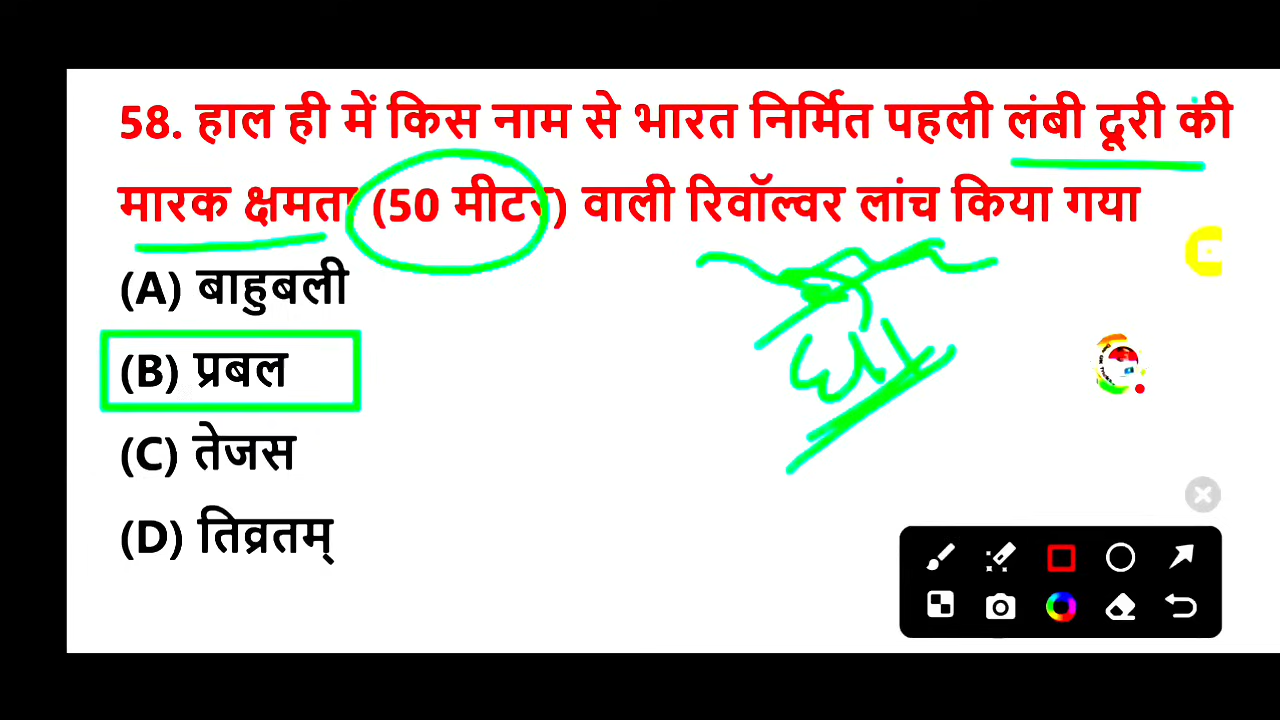 58. हाल ही में किस नाम से भारत निर्मित पहली लंबी दूरी की
मारक क्षमता (50 मीटर) वाली रिवॉल्वर लांच किया गया
(A) बाहुबली
(B) प्रबल
(C) तेजस
(D) तिव्रतम्